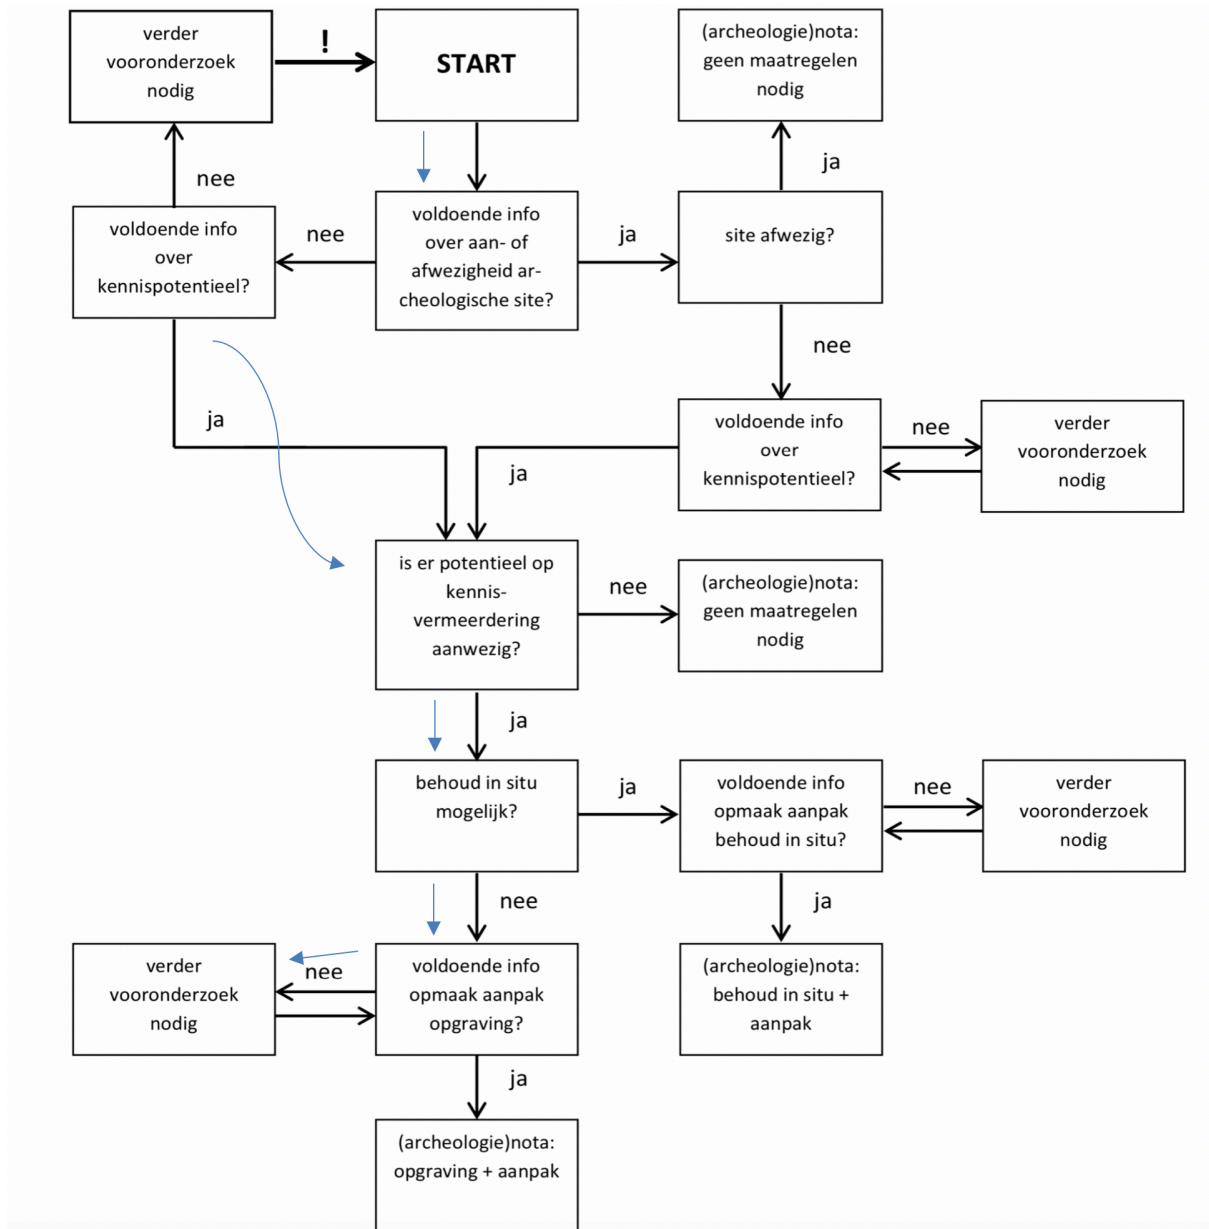 verder
vooronderzoek
nodig
!
START
(archeologie)nota:
geen maatregelen
nodig
nee
ja
voldoende info
over
kennispotentieel?
nee
voldoende info
over aan- of
afwezigheid ar-
cheologische site?
ja
site afwezig?
nee
ja
ja
voldoende info
over
kennispotentieel?
nee
verder
vooronderzoek
nodig
is er potentieel op
kennis-
vermeerdering
aanwezig?
nee
(archeologie)nota:
geen maatregelen
nodig
ja
behoud in situ
mogelijk?
ja
voldoende info
opmaak aanpak
behoud in situ?
nee
verder
vooronderzoek
nodig
nee
ja
verder
vooronderzoek
nodig
nee
voldoende info
opmaak aanpak
opgraving?
(archeologie)nota:
behoud in situ +
aanpak
ja
(archeologie)nota:
opgraving + aanpak